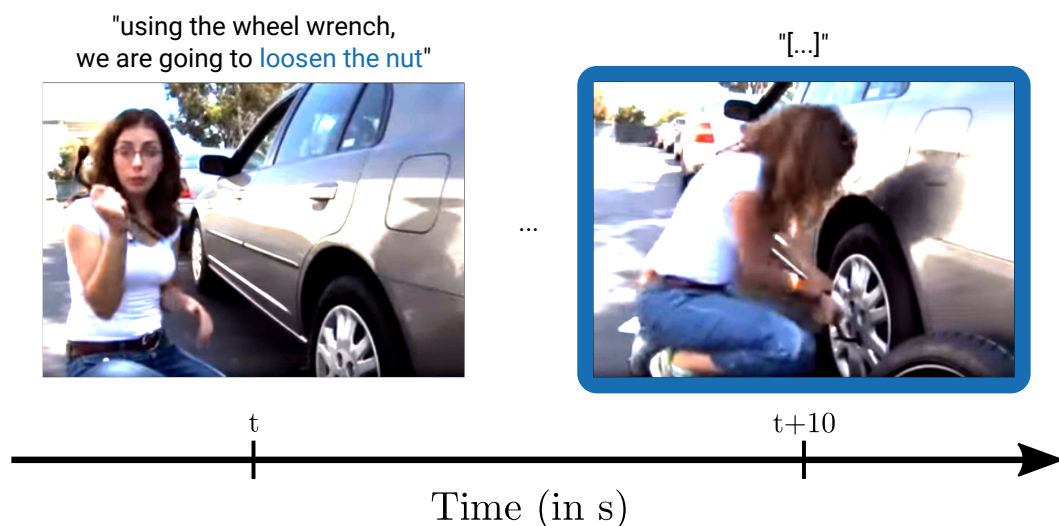 "using the wheel wrench,
we are going to loosen the nut"
"[...]"
...
t
t+10
Time (in s)